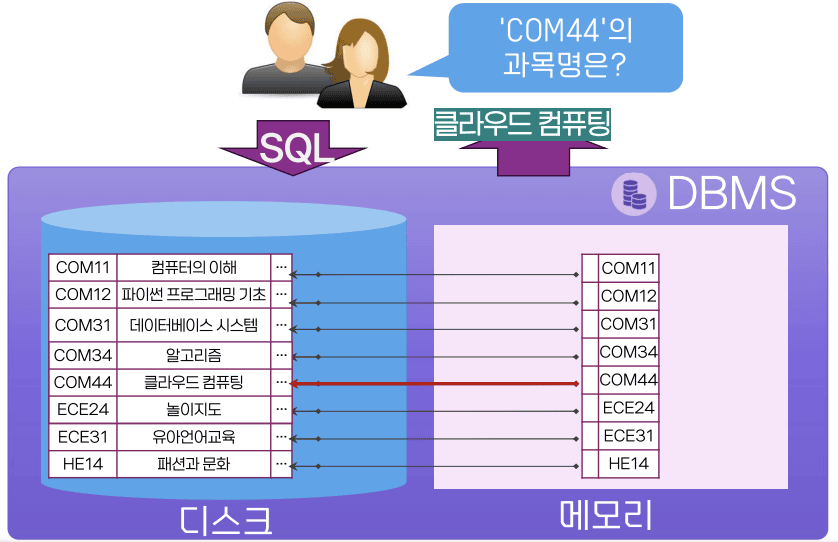 'COM44'의
과목명은?
클라우드 컴퓨팅
SQL
DBMS
COM11 컴퓨터의 이해 ...
COM12 파이썬 프로그래밍 기초 ...
COM31 데이터베이스 시스템 ...
COM34 알고리즘 ...
COM44 클라우드 컴퓨팅 ...
ECE24 놀이지도 ...
ECE31 유아언어교육 ...
HE14 패션과 문화 ...
COM11
COM12
COM31
COM34
COM44
ECE24
ECE31
HE14
디스크
메모리